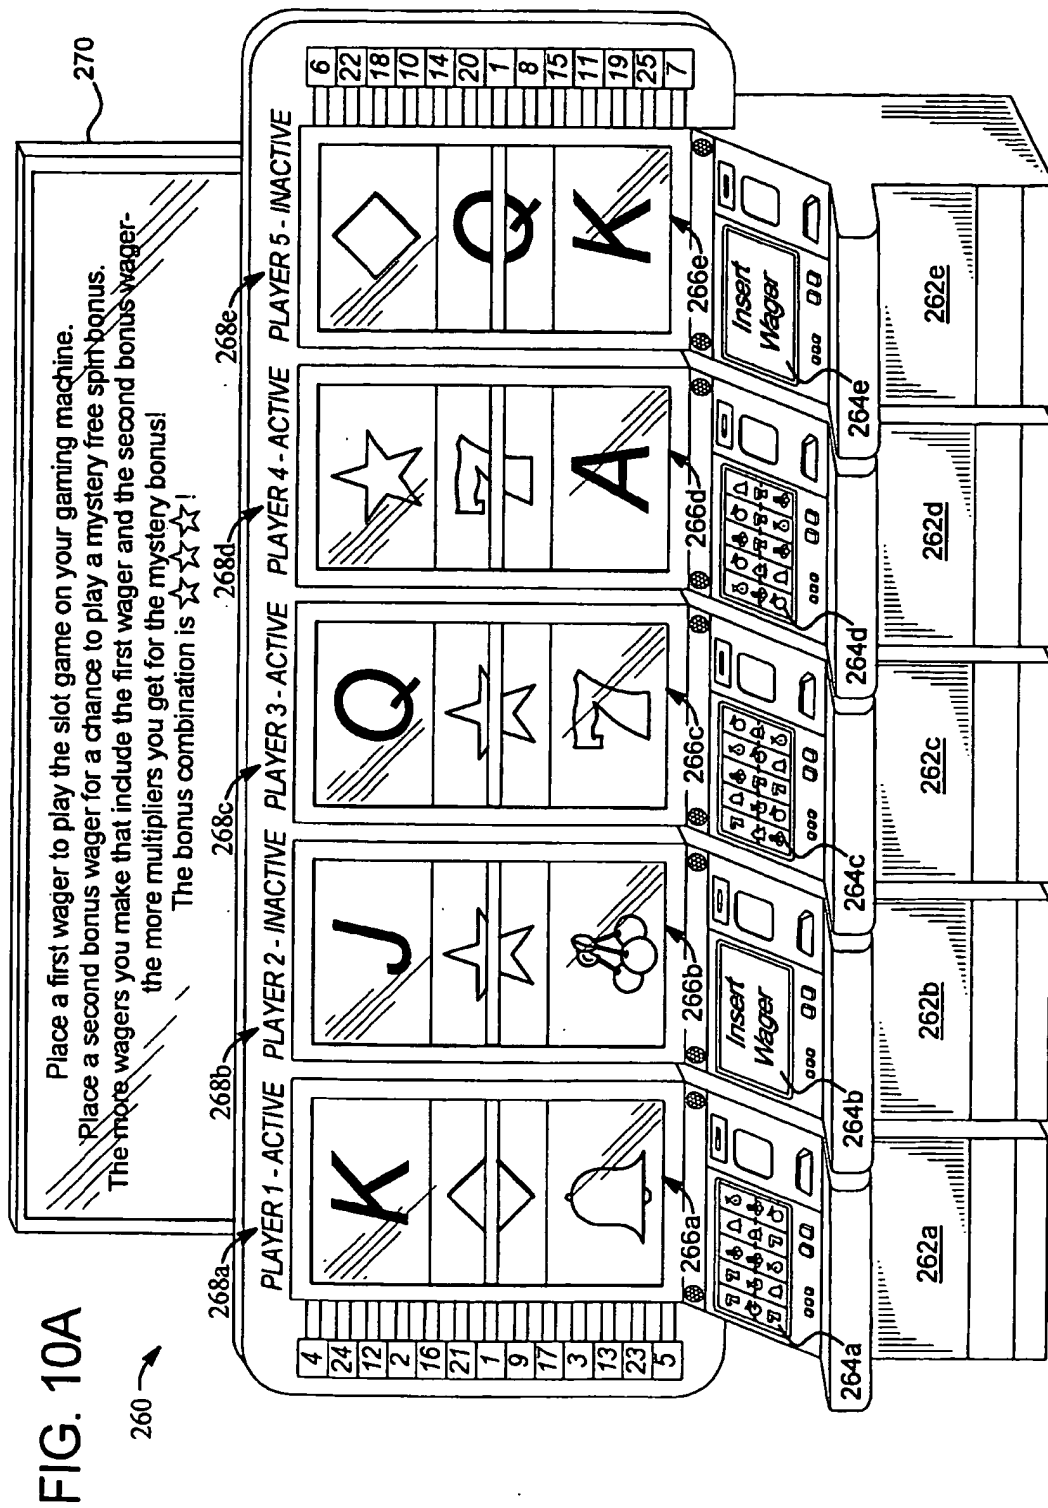 FIG. 10A
260
270
Place a first wager to play the slot game on your gaming machine.
Place a second bonus wager for a chance to play a mystery free spin bonus.
The more wagers you make that include the first wager and the second bonus wager-
the more multipliers you get for the mystery bonus!
The bonus combination is ☆☆☆☆!
268a
268b
268c
268d
268e
PLAYER 1 - ACTIVE
PLAYER 2 - INACTIVE
PLAYER 3 - ACTIVE
PLAYER 4 - ACTIVE
PLAYER 5 - INACTIVE
4
24
12
2
16
21
1
9
17
3
13
23
5
K
J
Q
7
A
7
Q
K
6
22
18
10
14
20
1
8
15
11
19
25
7
266a
266b
266c
266d
266e
Insert
Wager
Insert
Wager
264a
264b
264c
264d
264e
262a
262b
262c
262d
262e